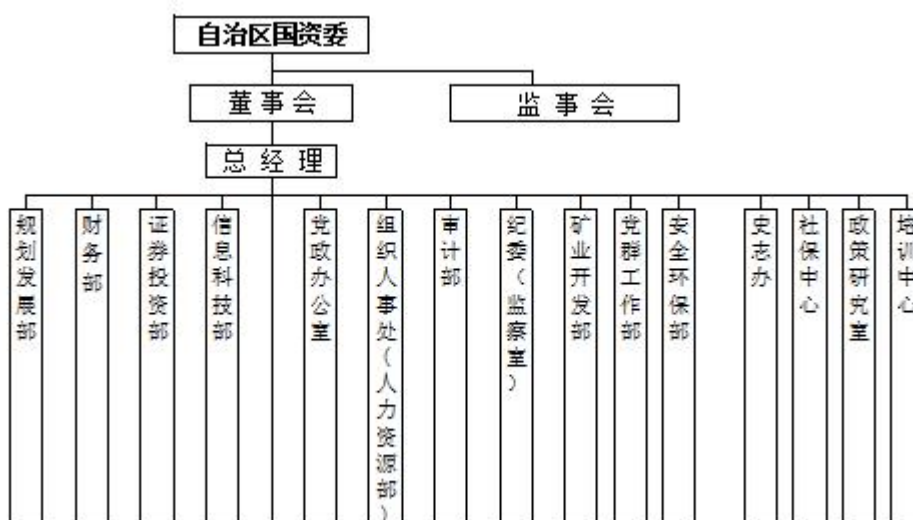 自治区国资委
董事会
监事会
总经理
规划发展部
财务部
证券投资部
信息科技部
党政办公室
组织人事处(人力资源部)
审计部
纪委(监察室)
矿业开发部
党群工作部
安全环保部
史志办
社保中心
政策研究室
培训中心